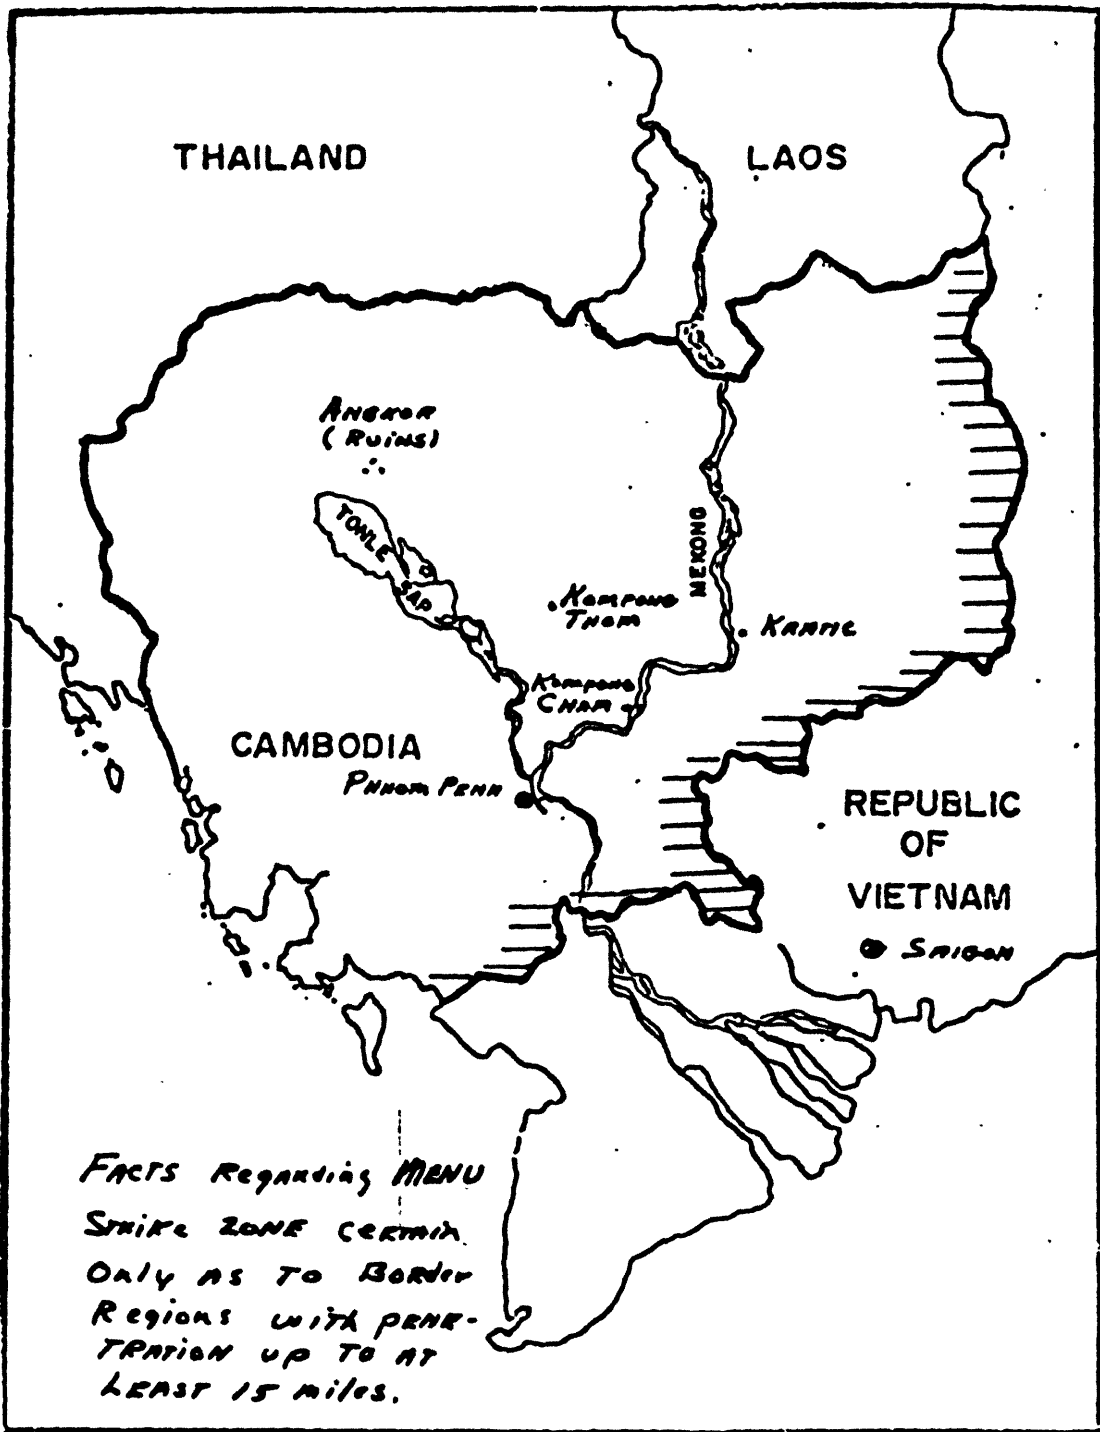 THAILAND
LAOS
ANGKOR
(RUINS)
TONLE
SAP
MEKONG
Kompong
Thom
KRATIE
Kompong
CHAM
CAMBODIA
PHNOM PENH
REPUBLIC
OF
VIETNAM
SAIGON
FACTS Regarding MENU
Strike ZONE CERTAIN
Only AS TO BORder
Regions with PENE-
TRATION up TO AT
LEAST 15 miles.